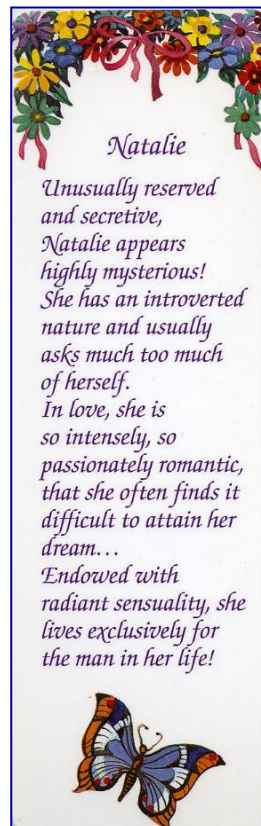 Natalie
Unusually reserved
and secretive,
Natalie appears
highly mysterious!
She has an introverted
nature and usually
asks much too much
of herself.
In love, she is
so intensely, so
passionately romantic,
that she often finds it
difficult to attain her
dream...
Endowed with
radiant sensuality, she
lives exclusively for
the man in her life!